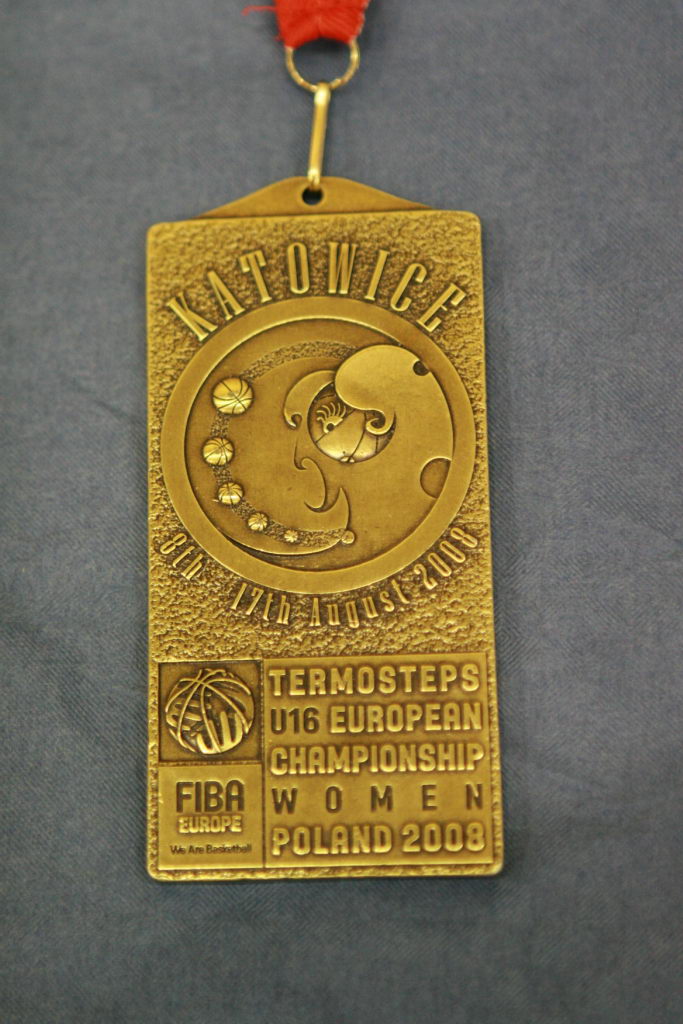 KATOWICE
8th 17th August 2008
TERMOSTEPS
U16 EUROPEAN
CHAMPIONSHIP
WOMEN
POLAND 2008
FIBA
EUROPE
We Are Basketball